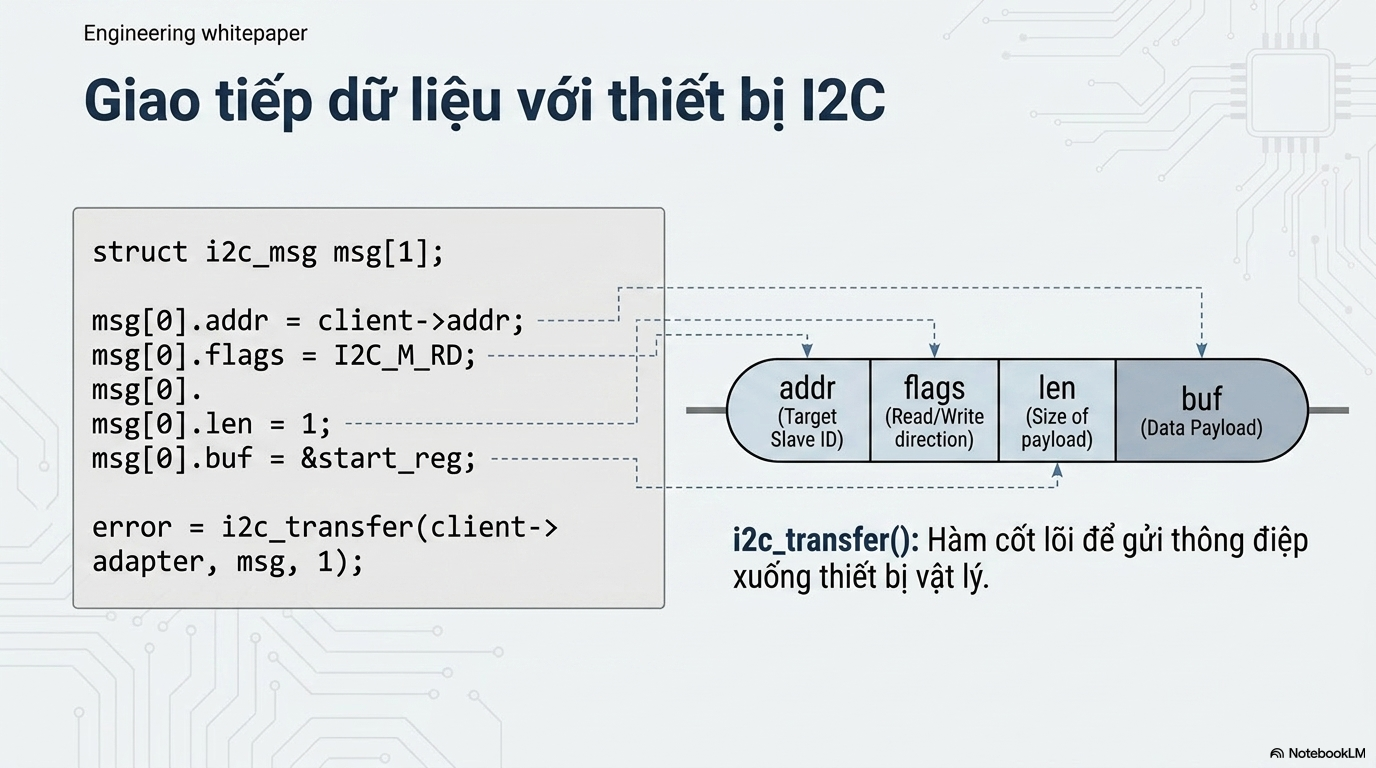 Engineering whitepaper
Giao tiếp dữ liệu với thiết bị I2C
struct i2c_msg msg[1];
msg[0].addr = client->addr;
msg[0].flags = I2C_M_RD;
msg[0].
msg[0].len = 1;
msg[0].buf = &start_reg;
error = i2c_transfer(client->
adapter, msg, 1);
addr
(Target
Slave ID)
flags
(Read/Write
direction)
len
(Size of
payload)
buf
(Data Payload)
i2c_transfer(): Hàm cốt lõi để gửi thông điệp
xuống thiết bị vật lý.
NotebookLM